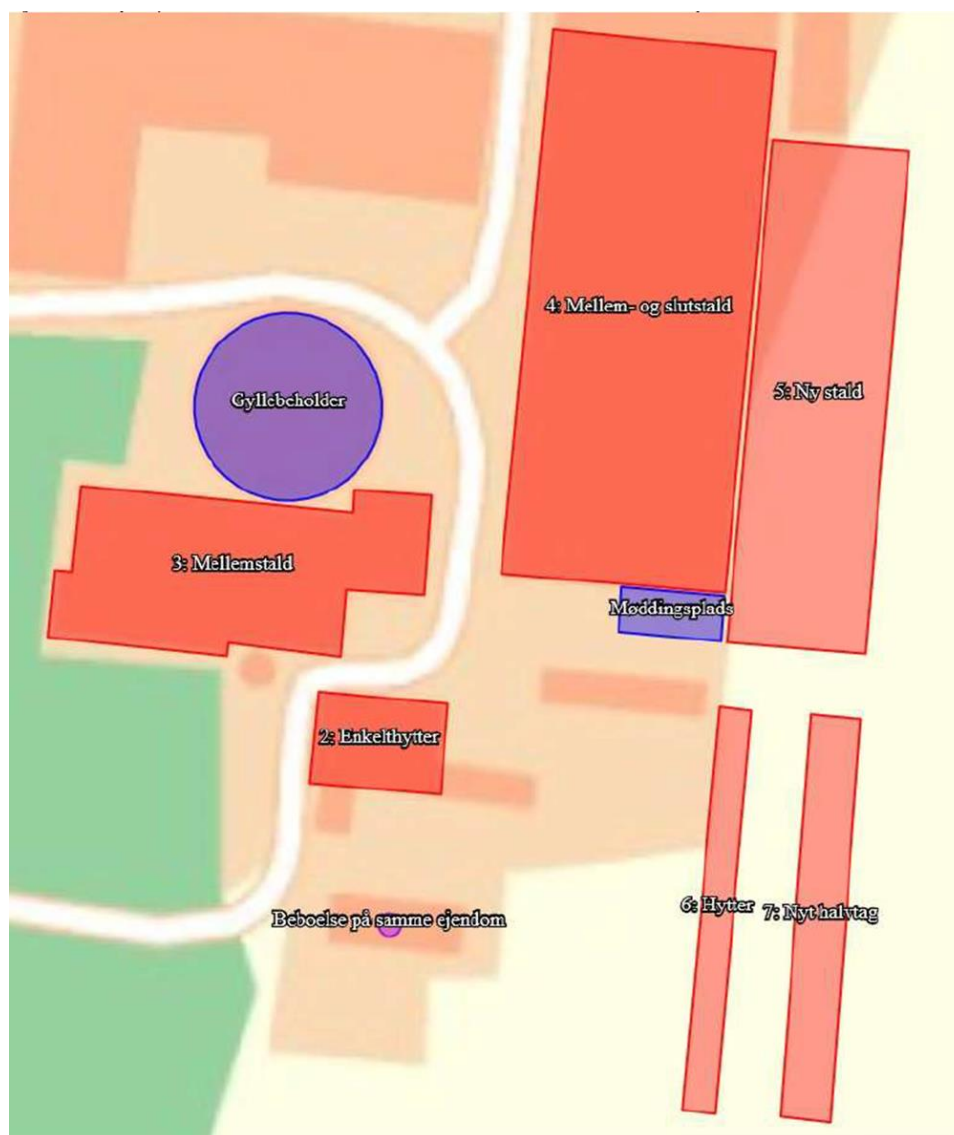 4: Mellem- og slutstald
5: Ny stald
Gyllebeholder
3: Mellemstald
Møddingsplads
2: Enkelthytter
6: Hytter
7: Nyt halvtag
Beboelse på samme ejendom